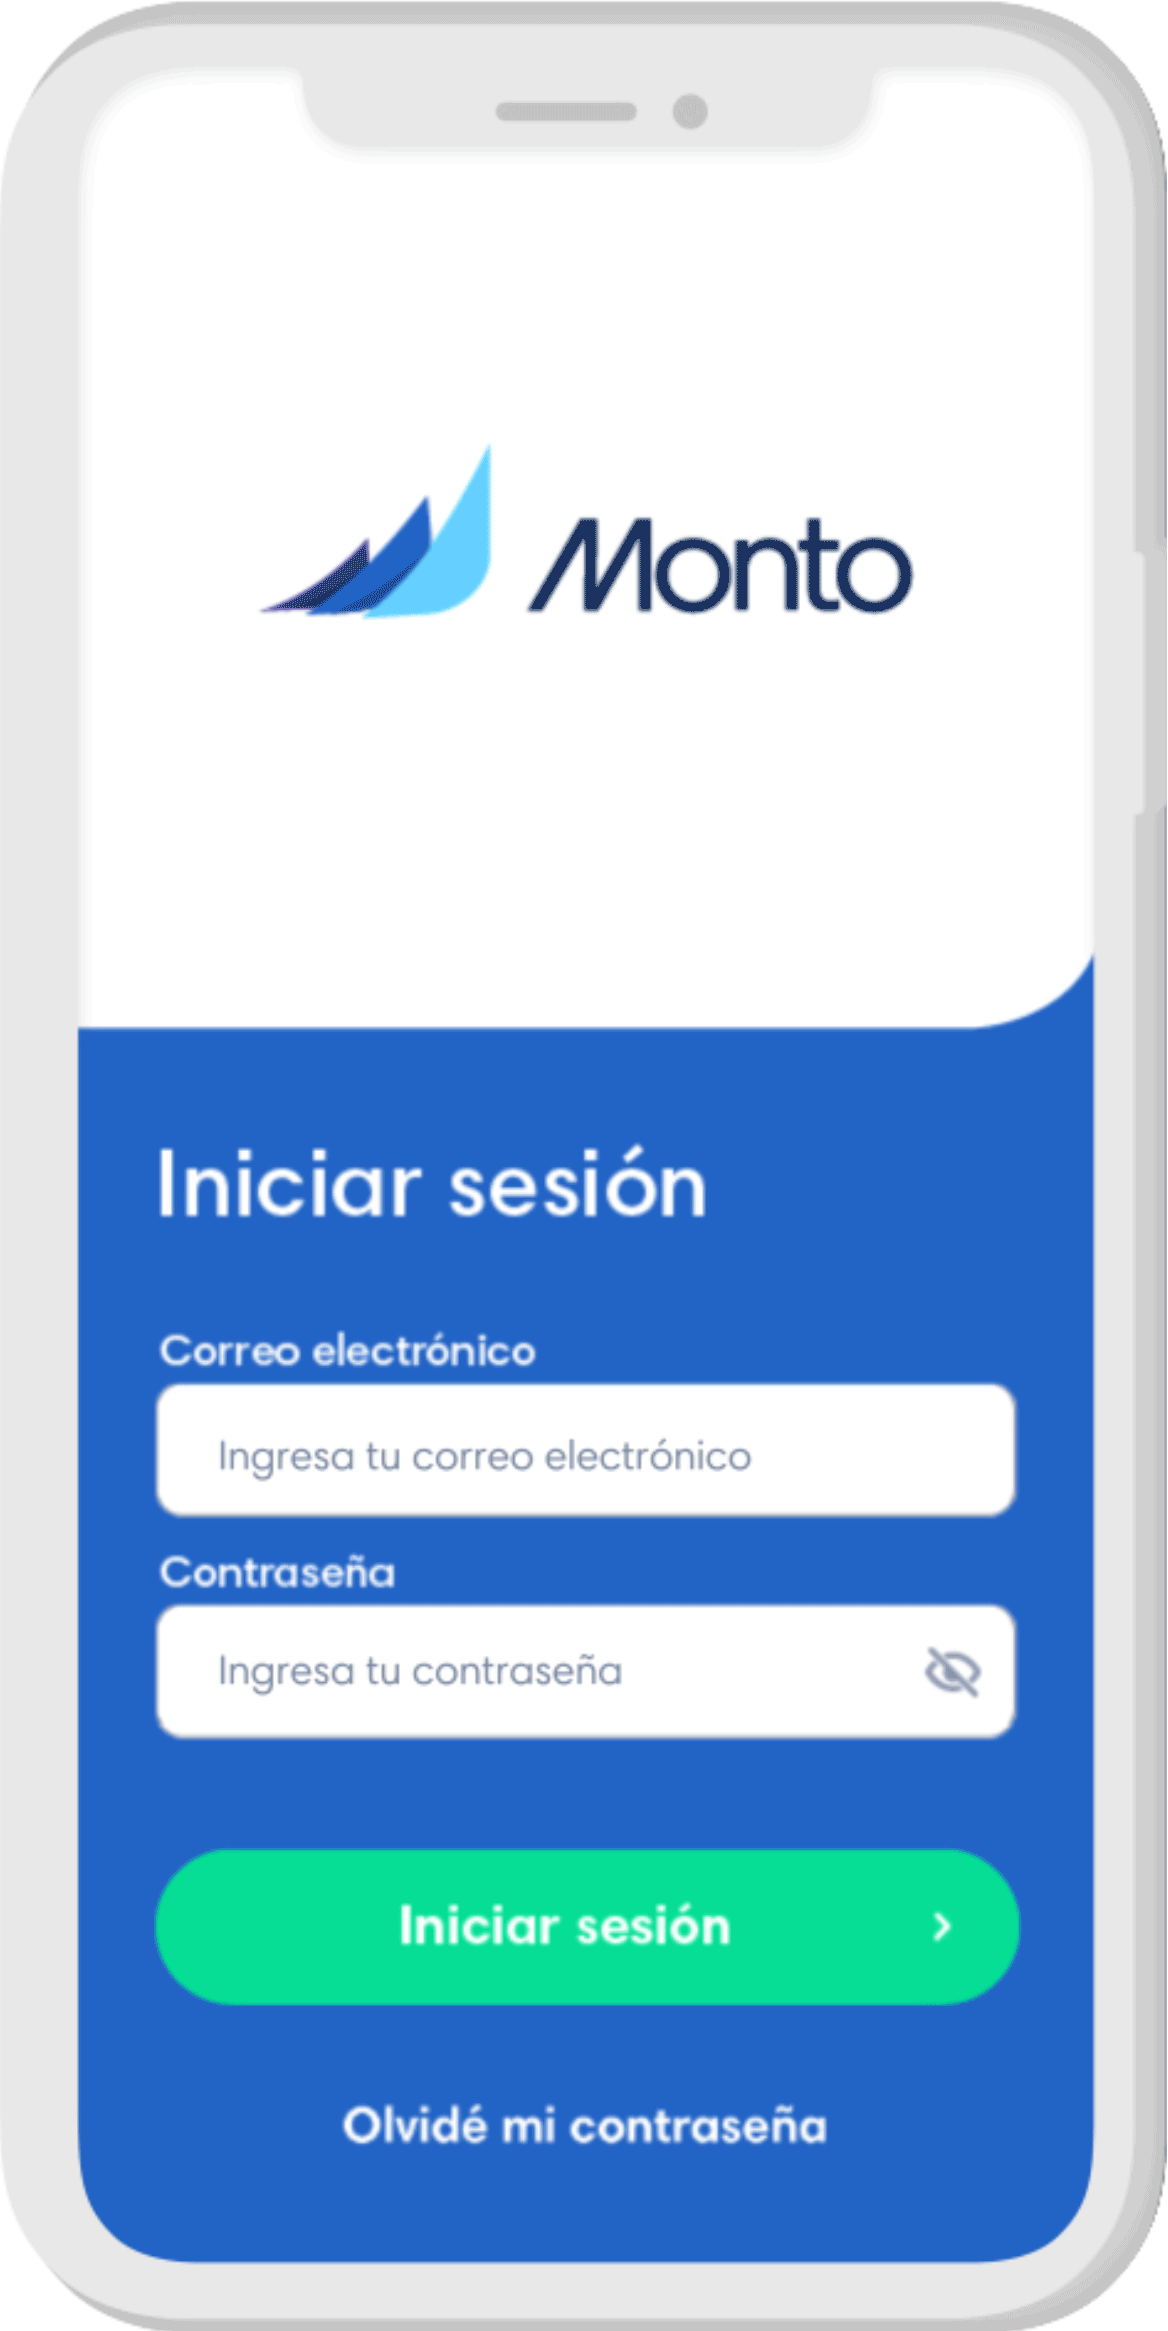 Monto
Iniciar sesión
Correo electrónico
Ingresa tu correo electrónico
Contraseña
Ingresa tu contraseña
Iniciar sesión
Olvidé mi contraseña